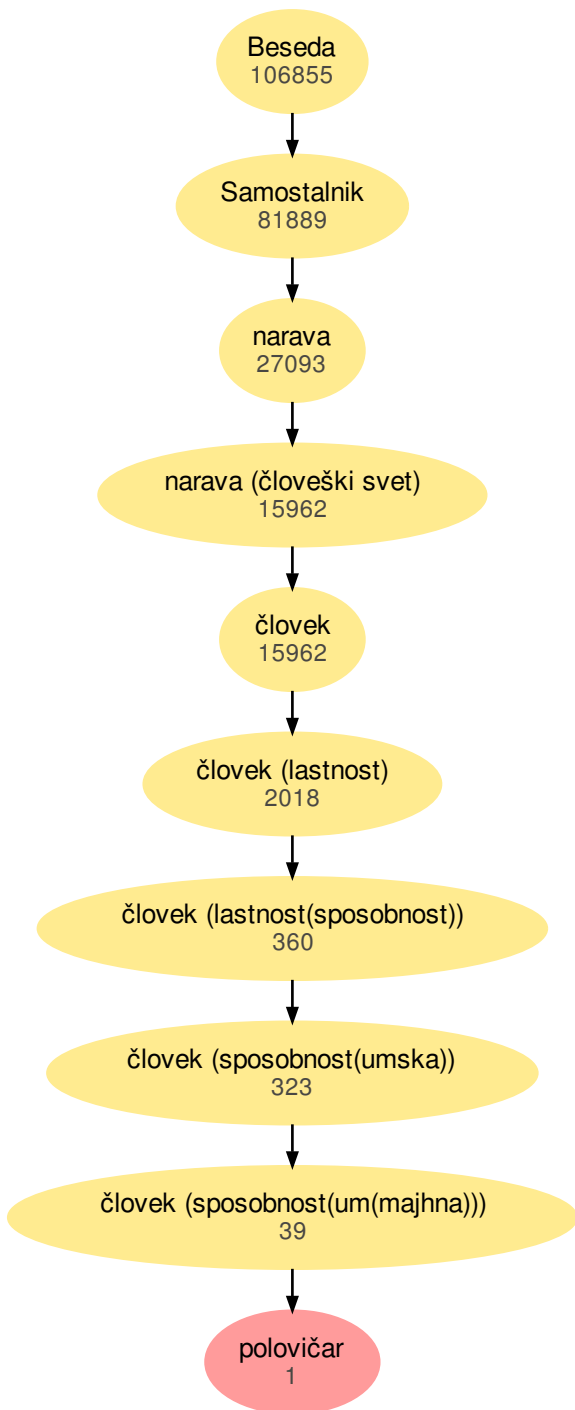 Beseda
106855
Samostalnik
81889
narava
27093
narava (človeški svet)
15962
človek
15962
človek (lastnost)
2018
človek (lastnost(sposobnost))
360
človek (sposobnost(umska))
323
človek (sposobnost(um(majhna)))
39
polovičar
1